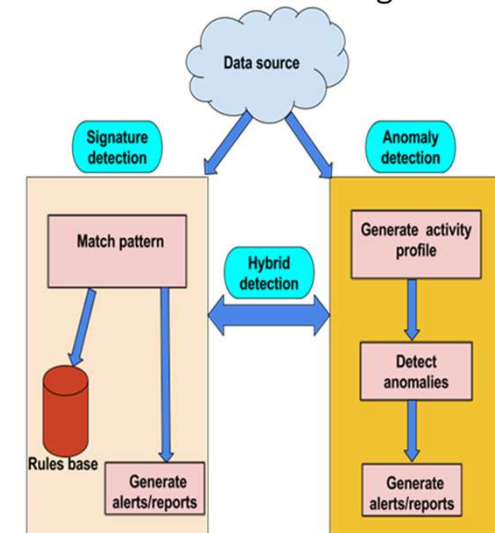 Data source
Signature
detection
Anomaly
detection
Match pattern
Generate activity
profile
Hybrid
detection
Detect
anomalies
Rules base
Generate
alerts/reports
Generate
alerts/reports